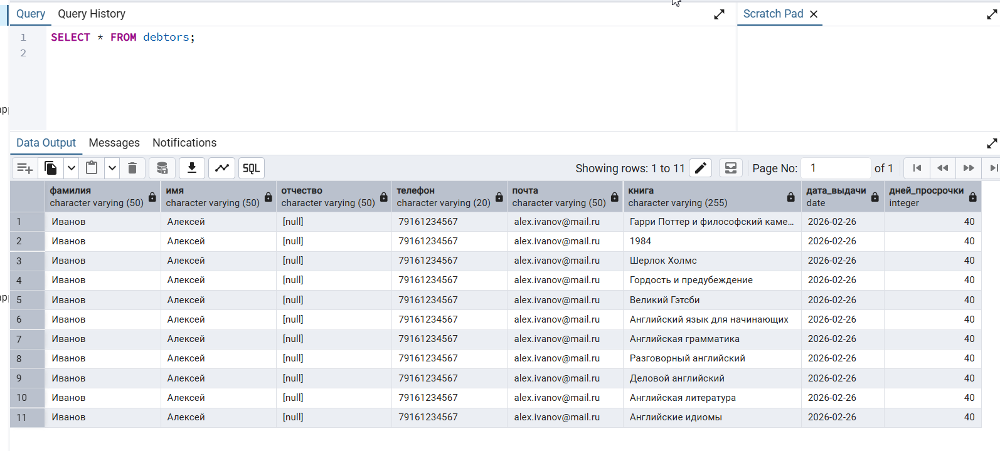 Query Query History Scratch Pad
1 SELECT * FROM debtors;
2
Data Output Messages Notifications
SQL Showing rows: 1 to 11 Page No: 1 of 1
фамилия имя отчество телефон почта книга дата_выдачи дней_просрочки
character varying (50) character varying (50) character varying (50) character varying (20) character varying (50) character varying (255) date integer
1 Иванов Алексей [null] 79161234567 alex.ivanov@mail.ru Гарри Поттер и философский каме… 2026-02-26 40
2 Иванов Алексей [null] 79161234567 alex.ivanov@mail.ru 1984 2026-02-26 40
3 Иванов Алексей [null] 79161234567 alex.ivanov@mail.ru Шерлок Холмс 2026-02-26 40
4 Иванов Алексей [null] 79161234567 alex.ivanov@mail.ru Гордость и предубеждение 2026-02-26 40
5 Иванов Алексей [null] 79161234567 alex.ivanov@mail.ru Великий Гэтсби 2026-02-26 40
6 Иванов Алексей [null] 79161234567 alex.ivanov@mail.ru Английский язык для начинающих 2026-02-26 40
7 Иванов Алексей [null] 79161234567 alex.ivanov@mail.ru Английская грамматика 2026-02-26 40
8 Иванов Алексей [null] 79161234567 alex.ivanov@mail.ru Разговорный английский 2026-02-26 40
9 Иванов Алексей [null] 79161234567 alex.ivanov@mail.ru Деловой английский 2026-02-26 40
10 Иванов Алексей [null] 79161234567 alex.ivanov@mail.ru Английская литература 2026-02-26 40
11 Иванов Алексей [null] 79161234567 alex.ivanov@mail.ru Английские идиомы 2026-02-26 40